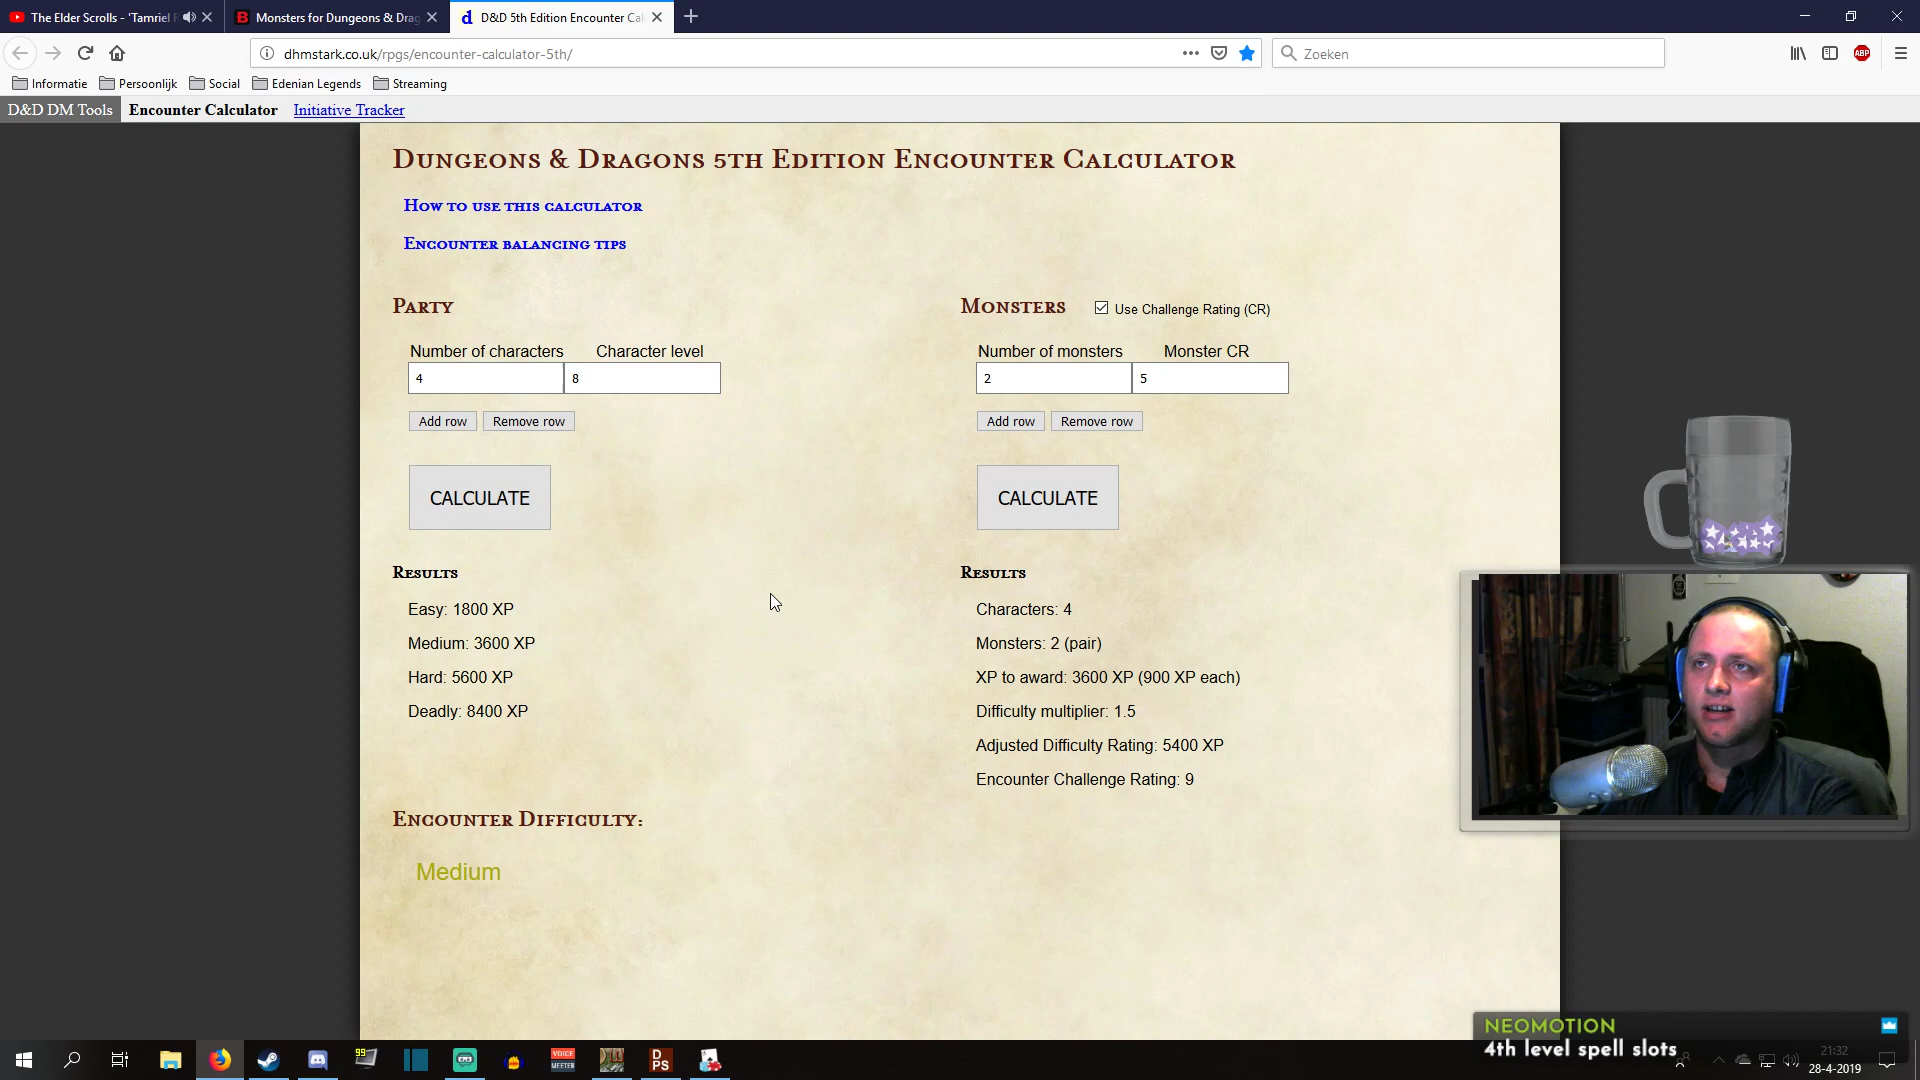 The Elder Scrolls - 'Tamriel
Monsters for Dungeons & Drag
D&D 5th Edition Encounter Cal
dhmstark.co.uk/rpgs/encounter-calculator-5th/
Zoeken
ABP
Informatie Persoonlijk Social Edenian Legends Streaming
D&D DM Tools Encounter Calculator Initiative Tracker
Dungeons & Dragons 5th Edition Encounter Calculator
How to use this calculator
Encounter balancing tips
Party
Number of characters Character level
4 8
Add row Remove row
CALCULATE
Results
Easy: 1800 XP
Medium: 3600 XP
Hard: 5600 XP
Deadly: 8400 XP
Monsters Use Challenge Rating (CR)
Number of monsters Monster CR
2 5
Add row Remove row
CALCULATE
Results
Characters: 4
Monsters: 2 (pair)
XP to award: 3600 XP (900 XP each)
Difficulty multiplier: 1.5
Adjusted Difficulty Rating: 5400 XP
Encounter Challenge Rating: 9
Encounter Difficulty:
Medium
NEOMOTION
4th level spell slots
99
VOICE
MEETER
D
PS
21:32
28-4-2019